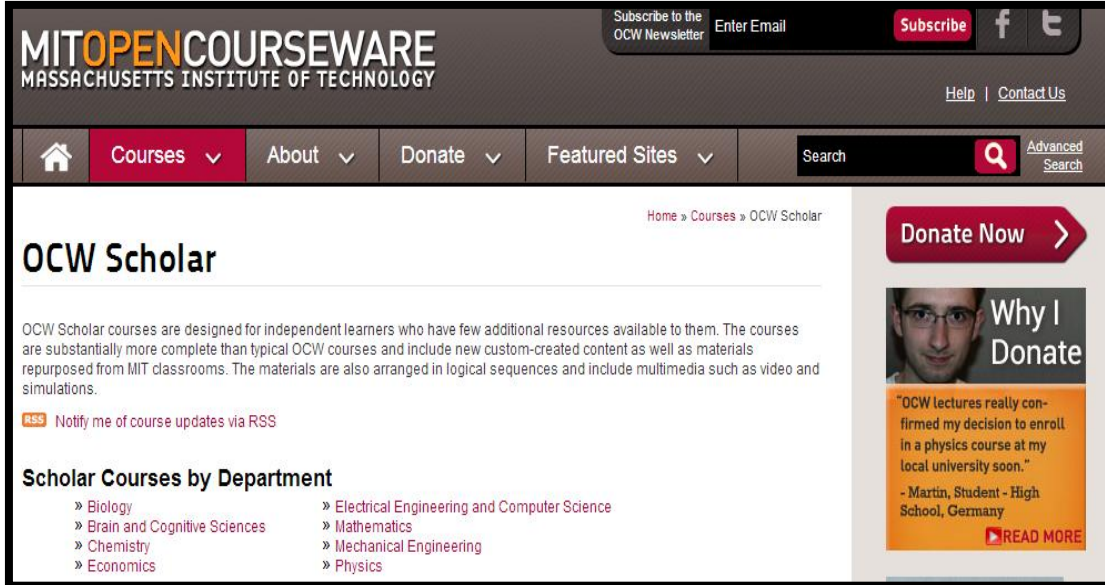 Subscribe to the
OCW Newsletter
Enter Email
Subscribe
MITOPENCOURSEWARE
MASSACHUSETTS INSTITUTE OF TECHNOLOGY
Help | Contact Us
Courses
About
Donate
Featured Sites
Search
Advanced
Search
Home » Courses » OCW Scholar
OCW Scholar
OCW Scholar courses are designed for independent learners who have few additional resources available to them. The courses
are substantially more complete than typical OCW courses and include new custom-created content as well as materials
repurposed from MIT classrooms. The materials are also arranged in logical sequences and include multimedia such as video and
simulations.
RSS Notify me of course updates via RSS
Scholar Courses by Department
» Biology
» Brain and Cognitive Sciences
» Chemistry
» Economics
» Electrical Engineering and Computer Science
» Mathematics
» Mechanical Engineering
» Physics
Donate Now
Why I
Donate
"OCW lectures really con-
firmed my decision to enroll
in a physics course at my
local university soon."
- Martin, Student - High
School, Germany
READ MORE